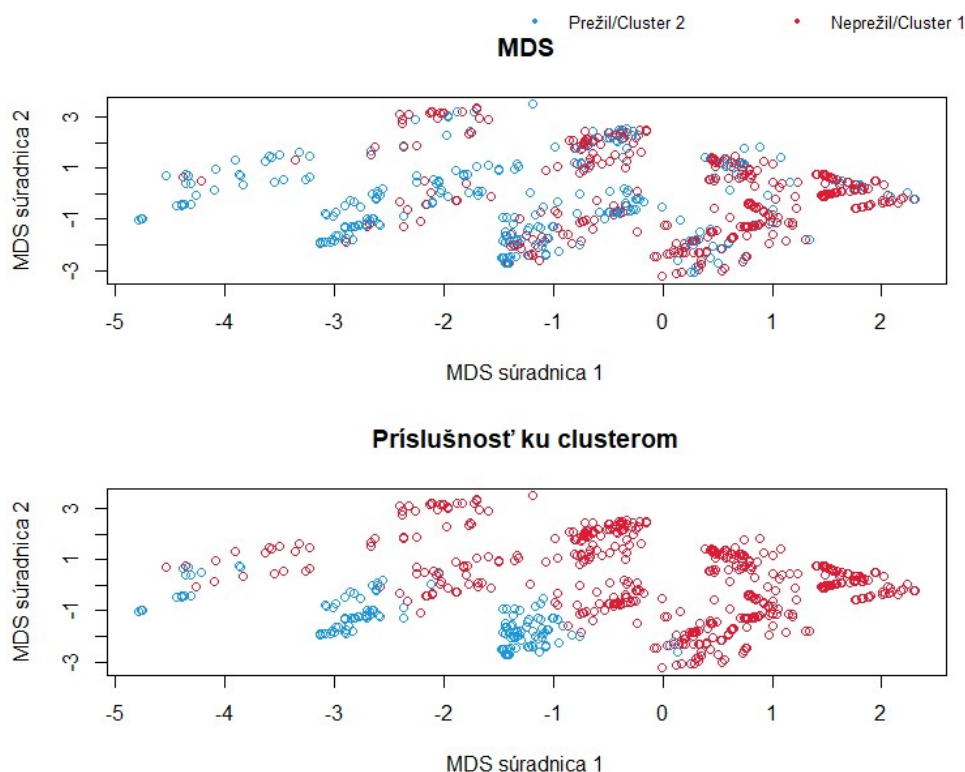 Prežil/Cluster 2 Neprežil/Cluster 1
MDS
MDS súradnica 2
3
1
-1
-3
-5 -4 -3 -2 -1 0 1 2
MDS súradnica 1
Príslušnosť ku clusterom
MDS súradnica 2
3
1
-1
-3
-5 -4 -3 -2 -1 0 1 2
MDS súradnica 1